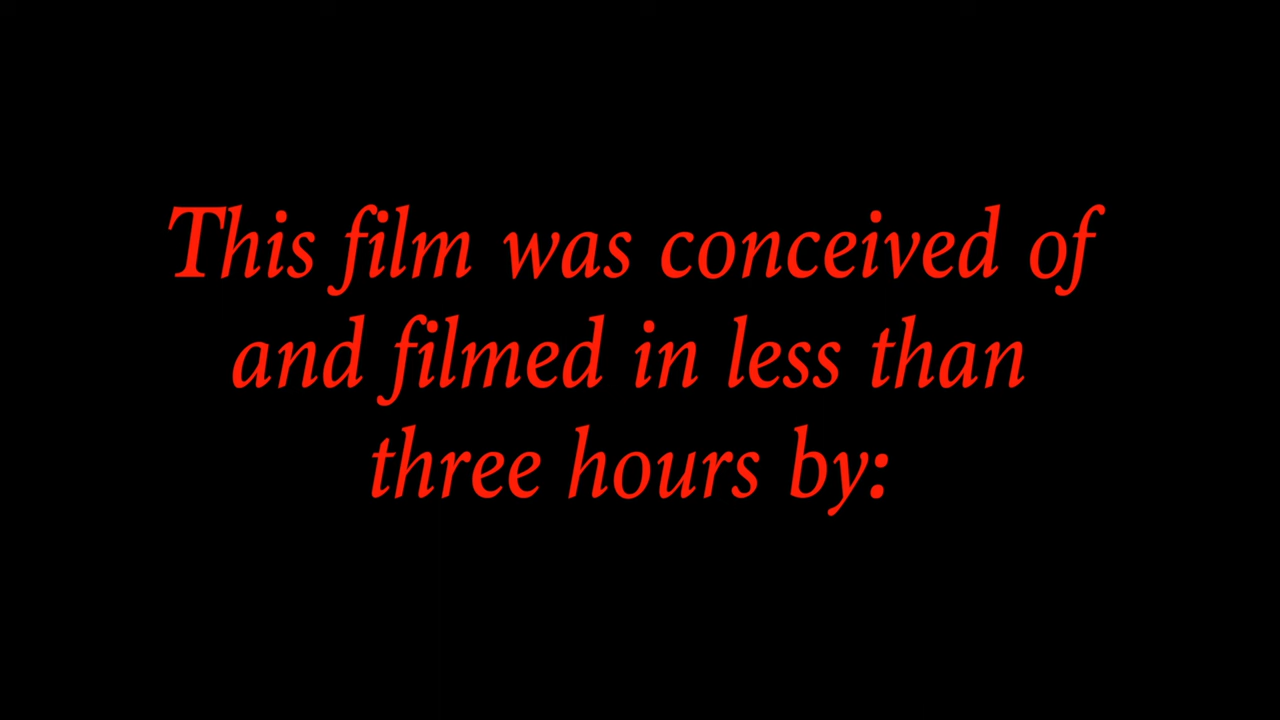 This film was conceived of
and filmed in less than
three hours by: